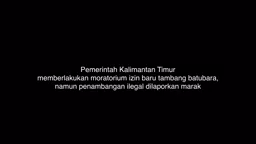 Pemerintah Kalimantan Timur
memberlakukan moratorium izin baru tambang batubara,
namun penambangan ilegal dilaporkan marak